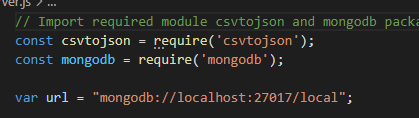 ver.js > ...
// Import required module csvtojson and mongodb packa
const csvtojson = require('csvtojson');
const mongodb = require('mongodb');
var url = "mongodb://localhost:27017/local";